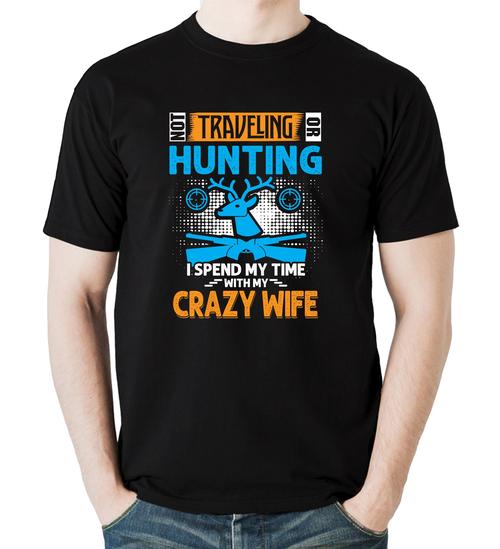 NOT TRAVELING OR
HUNTING
I SPEND MY TIME
WITH MY
CRAZY WIFE